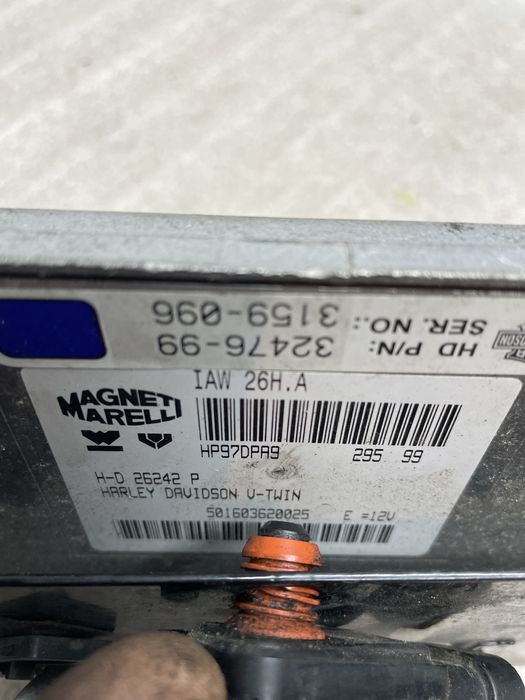 HD P/N: 32476-99
SER. NO.: 3159-096
MAGNETI
MARELLI
IAW 26H.A
HP97DPA9 295 99
H-D 26242 P
HARLEY DAVIDSON V-TWIN
501603620025 E =12V